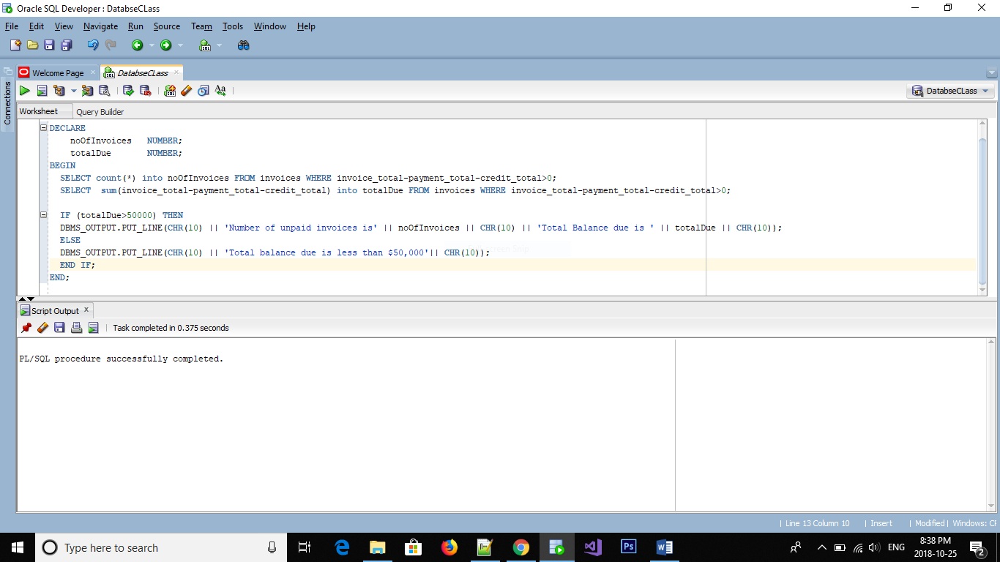 Oracle SQL Developer : DatabseCLass
File Edit View Navigate Run Source Team Tools Window Help
Connections
Welcome Page
DatabseCLass
DatabseCLass
Worksheet Query Builder
DECLARE
noOfInvoices NUMBER;
totalDue NUMBER;
BEGIN
SELECT count(*) into noOfInvoices FROM invoices WHERE invoice_total-payment_total-credit_total>0;
SELECT sum(invoice_total-payment_total-credit_total) into totalDue FROM invoices WHERE invoice_total-payment_total-credit_total>0;
IF (totalDue>50000) THEN
DBMS_OUTPUT.PUT_LINE(CHR(10) || 'Number of unpaid invoices is' || noOfInvoices || CHR(10) || 'Total Balance due is ' || totalDue || CHR(10));
ELSE
DBMS_OUTPUT.PUT_LINE(CHR(10) || 'Total balance due is less than $50,000'|| CHR(10));
END IF;
END;
Script Output x
Task completed in 0.375 seconds
PL/SQL procedure successfully completed.
| Line 13 Column 10 | Insert | Modified | Windows: CF
Type here to search
ENG
8:38 PM
2018-10-25
2